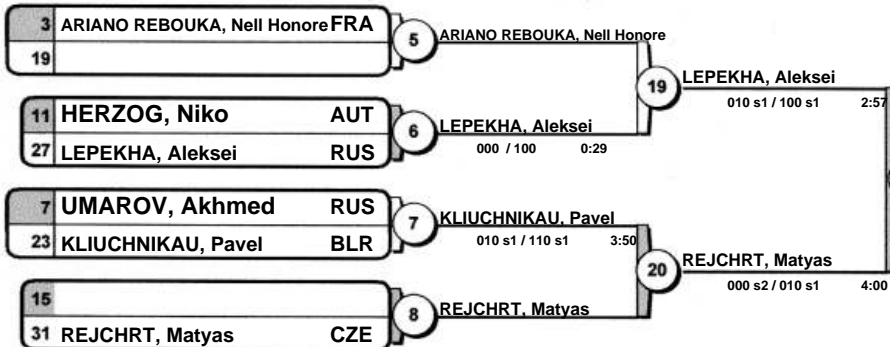 3 ARIANO REBOUKA, Nell Honore FRA
19
5
ARIANO REBOUKA, Nell Honore
11 HERZOG, Niko AUT
27 LEPEKHA, Aleksei RUS
6
LEPEKHA, Aleksei
000 / 100 0:29
19
LEPEKHA, Aleksei
010 s1 / 100 s1 2:57
7 UMAROV, Akhmed RUS
23 KLIUCHNIKAU, Pavel BLR
7
KLIUCHNIKAU, Pavel
010 s1 / 110 s1 3:50
15
31 REJCHRT, Matyas CZE
8
REJCHRT, Matyas
20
REJCHRT, Matyas
000 s2 / 010 s1 4:00